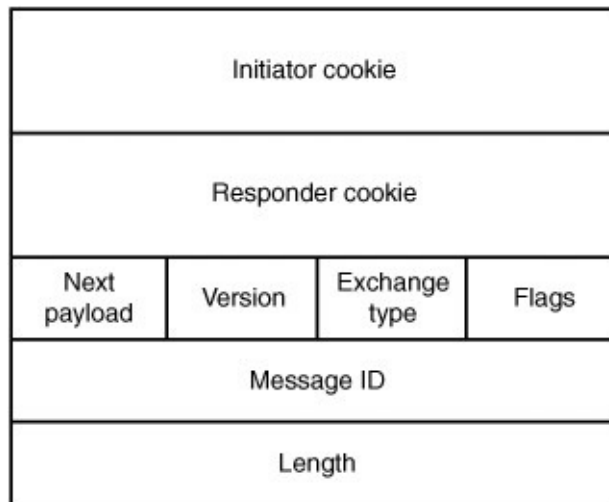 Initiator cookie
Responder cookie
Next
payload
Version
Exchange
type
Flags
Message ID
Length